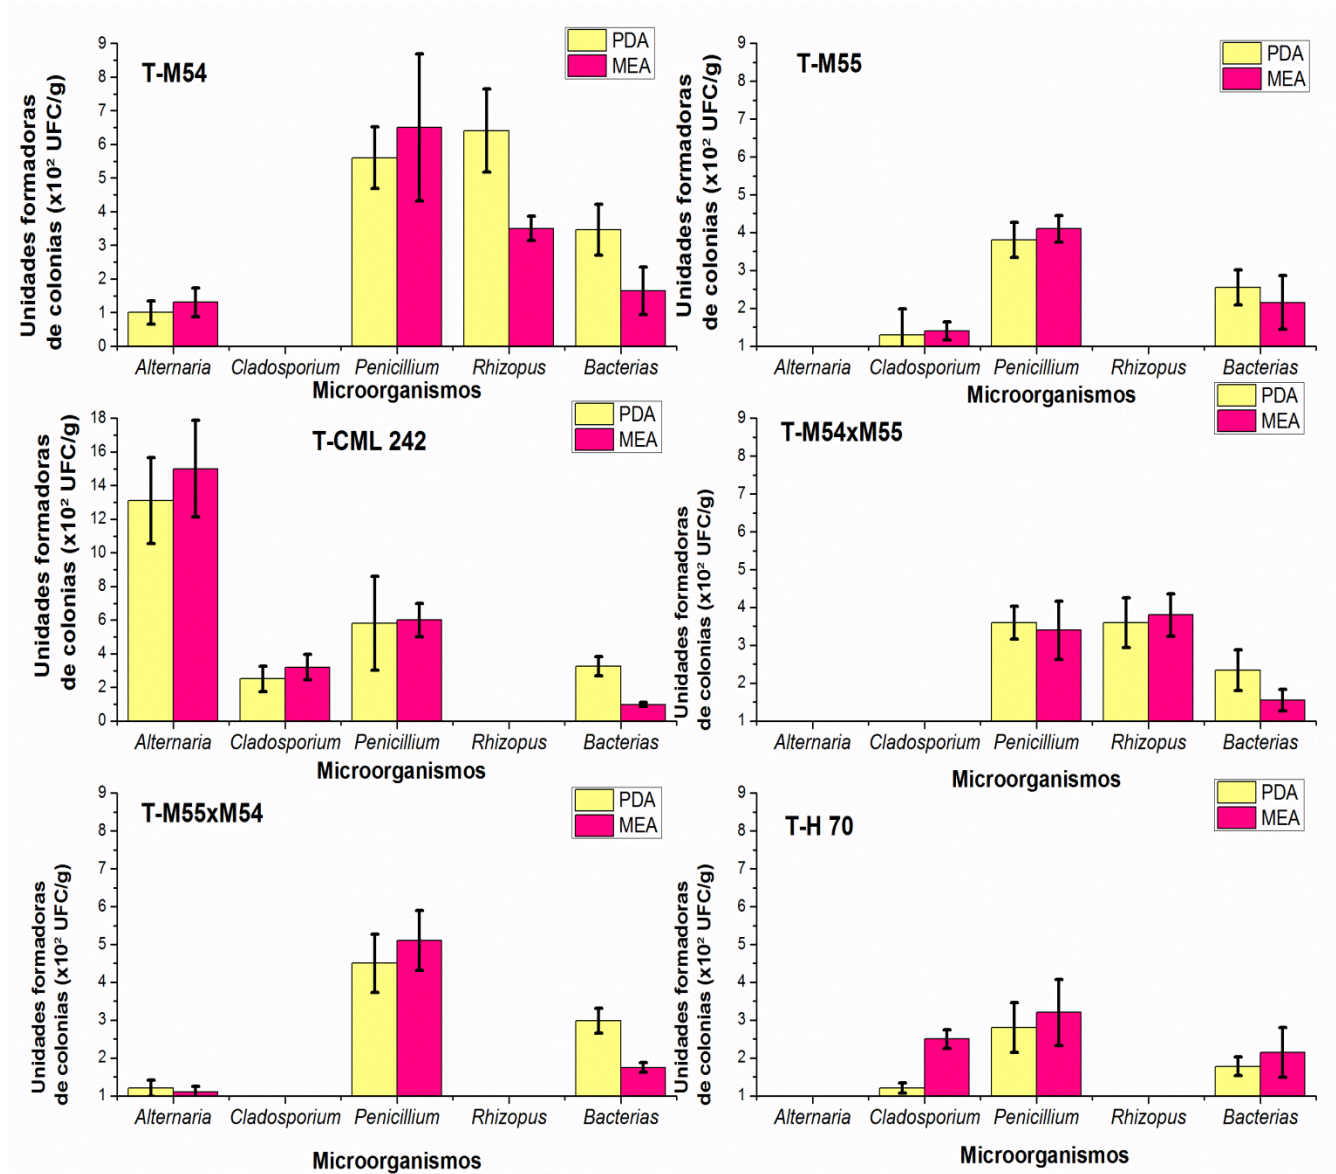 T-M54
PDA
MEA
Unidades formadoras
de colonias (x10² UFC/g)
9
8
7
6
5
4
3
2
1
0
Alternaria Cladosporium Penicillium Rhizopus Bacterias
Microorganismos
T-M55
PDA
MEA
Unidades formadoras
de colonias (x10² UFC/g)
9
8
7
6
5
4
3
2
1
Alternaria Cladosporium Penicillium Rhizopus Bacterias
Microorganismos
T-CML 242
PDA
MEA
Unidades formadoras
de colonias (x10² UFC/g)
18
16
14
12
10
8
6
4
2
0
Alternaria Cladosporium Penicillium Rhizopus Bacterias
Microorganismos
T-M54xM55
PDA
MEA
Unidades formadoras
de colonias (x10² UFC/g)
9
8
7
6
5
4
3
2
1
Alternaria Cladosporium Penicillium Rhizopus Bacterias
Microorganismos
T-M55xM54
PDA
MEA
Unidades formadoras
de colonias (x10² UFC/g)
9
8
7
6
5
4
3
2
1
Alternaria Cladosporium Penicillium Rhizopus Bacterias
Microorganismos
T-H 70
PDA
MEA
Unidades formadoras
de colonias (x10² UFC/g)
9
8
7
6
5
4
3
2
1
Alternaria Cladosporium Penicillium Rhizopus Bacterias
Microorganismos